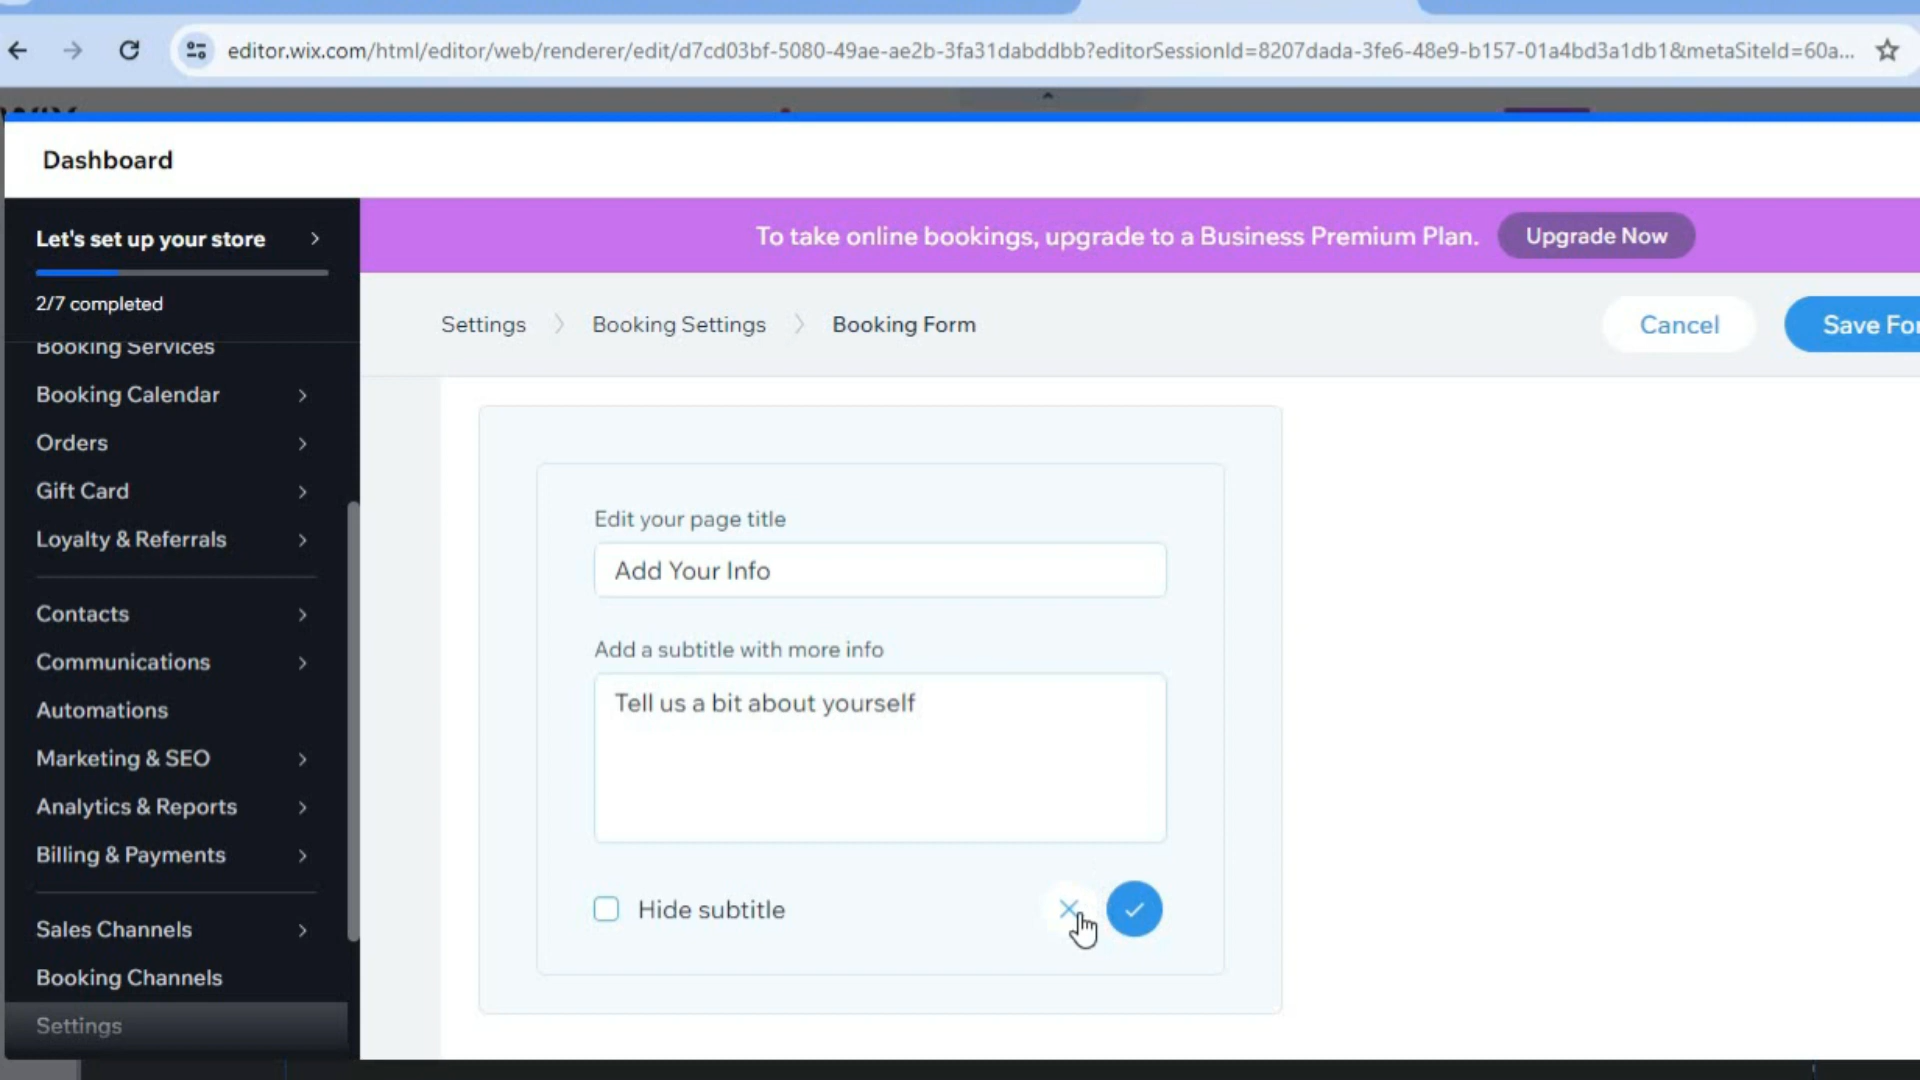 editor.wix.com/html/editor/web/renderer/edit/d7cd03bf-5080-49ae-ae2b-3fa31dabddbb?editorSessionId=8207dada-3fe6-48e9-b157-01a4bd3a1db1&metaSiteId=60a...
Dashboard
Let's set up your store
2/7 completed
Booking Services
Booking Calendar
Orders
Gift Card
Loyalty & Referrals
Contacts
Communications
Automations
Marketing & SEO
Analytics & Reports
Billing & Payments
Sales Channels
Booking Channels
Settings
To take online bookings, upgrade to a Business Premium Plan. Upgrade Now
Settings Booking Settings Booking Form Cancel Save For
Edit your page title
Add Your Info
Add a subtitle with more info
Tell us a bit about yourself
Hide subtitle